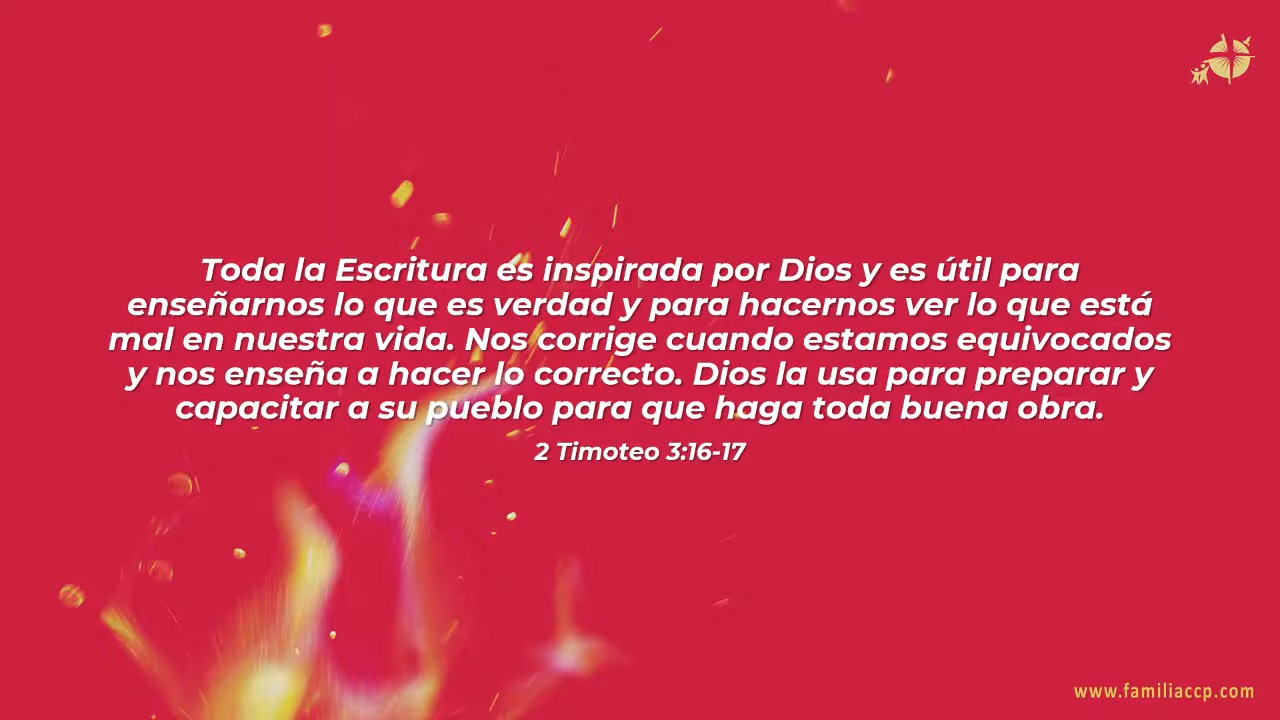 Toda la Escritura es inspirada por Dios y es útil para
enseñarnos lo que es verdad y para hacernos ver lo que está
mal en nuestra vida. Nos corrige cuando estamos equivocados
y nos enseña a hacer lo correcto. Dios la usa para preparar y
capacitar a su pueblo para que haga toda buena obra.
2 Timoteo 3:16-17
www.familiaccp.com